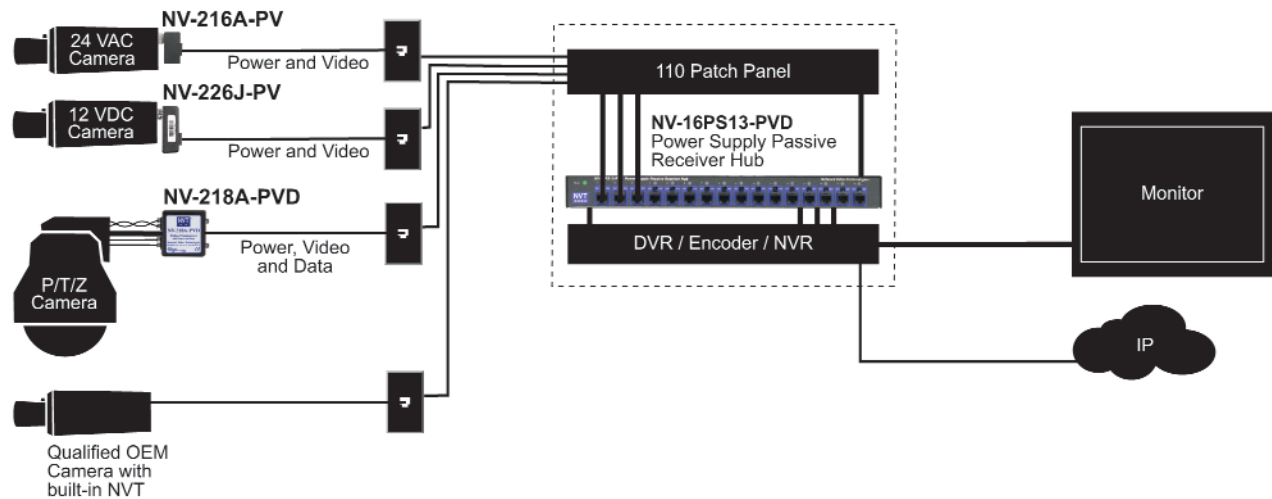 NV-216A-PV
24 VAC
Camera
Power and Video
NV-226J-PV
12 VDC
Camera
Power and Video
NV-218A-PVD
Power, Video
and Data
P/T/Z
Camera
Qualified OEM
Camera with
built-in NVT
110 Patch Panel
NV-16PS13-PVD
Power Supply Passive
Receiver Hub
NVT
DVR / Encoder / NVR
Monitor
IP